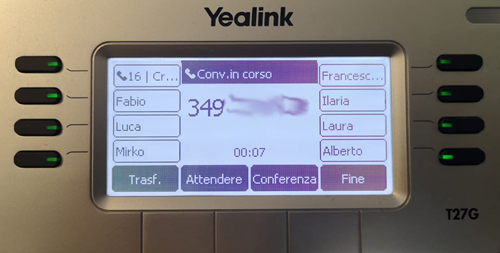 Yealink
16 | Cr... Conv.in corso Francesc...
349
Fabio Ilaria
Luca Laura
Mirko 00:07 Alberto
Trasf. Attendere Conferenza Fine
T27G